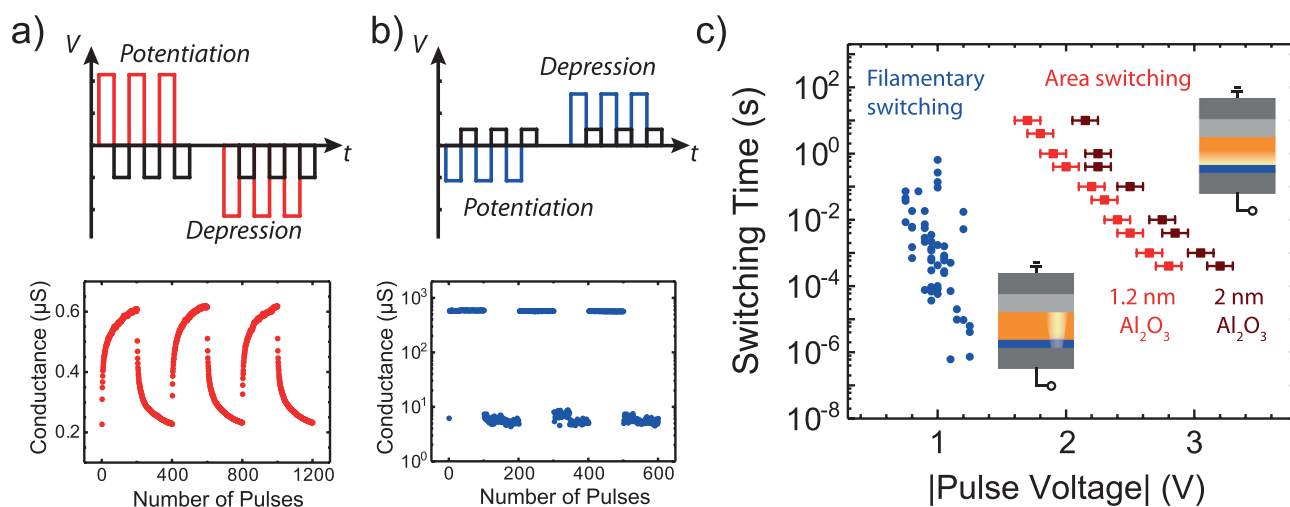 a)
V
Potentiation
t
Depression
Conductance (µS)
0.6
0.4
0.2
0
400
800
1200
Number of Pulses
b)
V
Depression
t
Potentiation
Conductance (µS)
10³
10²
10¹
10⁰
0
200
400
600
Number of Pulses
c)
Switching Time (s)
10²
10⁰
10⁻²
10⁻⁴
10⁻⁶
10⁻⁸
Filamentary
switching
Area switching
1.2 nm
Al₂O₃
2 nm
Al₂O₃
1
2
3
|Pulse Voltage| (V)